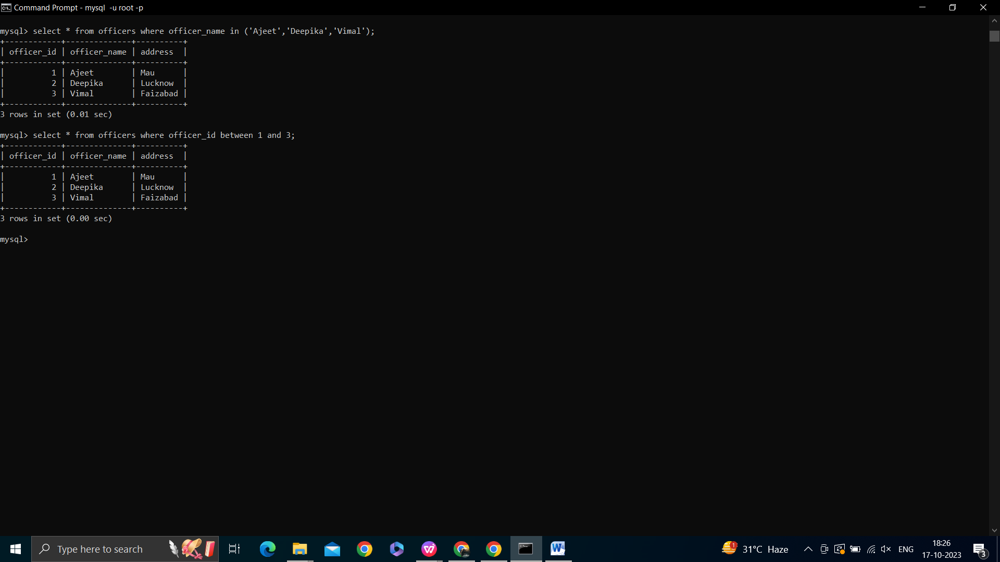 Command Prompt - mysql  -u root -p
mysql> select * from officers where officer_name in ('Ajeet','Deepika','Vimal');
+------------+--------------+----------+
| officer_id | officer_name | address  |
+------------+--------------+----------+
|          1 | Ajeet        | Mau      |
|          2 | Deepika      | Lucknow  |
|          3 | Vimal        | Faizabad |
+------------+--------------+----------+
3 rows in set (0.01 sec)
mysql> select * from officers where officer_id between 1 and 3;
+------------+--------------+----------+
| officer_id | officer_name | address  |
+------------+--------------+----------+
|          1 | Ajeet        | Mau      |
|          2 | Deepika      | Lucknow  |
|          3 | Vimal        | Faizabad |
+------------+--------------+----------+
3 rows in set (0.00 sec)
mysql>
Type here to search
1
31°C  Haze
ENG
18:26
17-10-2023
3